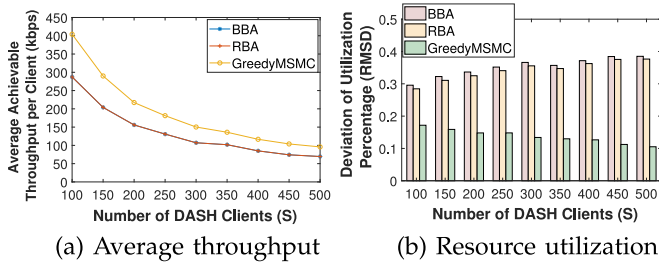 450
400
350
300
250
200
150
100
50
0
Average Achievable
Throughput per Client (kbps)
BBA
RBA
GreedyMSMC
100 150 200 250 300 350 400 450 500
Number of DASH Clients (S)
(a) Average throughput
0.5
0.4
0.3
0.2
0.1
0
Deviation of Utilization
Percentage (RMSD)
BBA
RBA
GreedyMSMC
100 150 200 250 300 350 400 450 500
Number of DASH Clients (S)
(b) Resource utilization